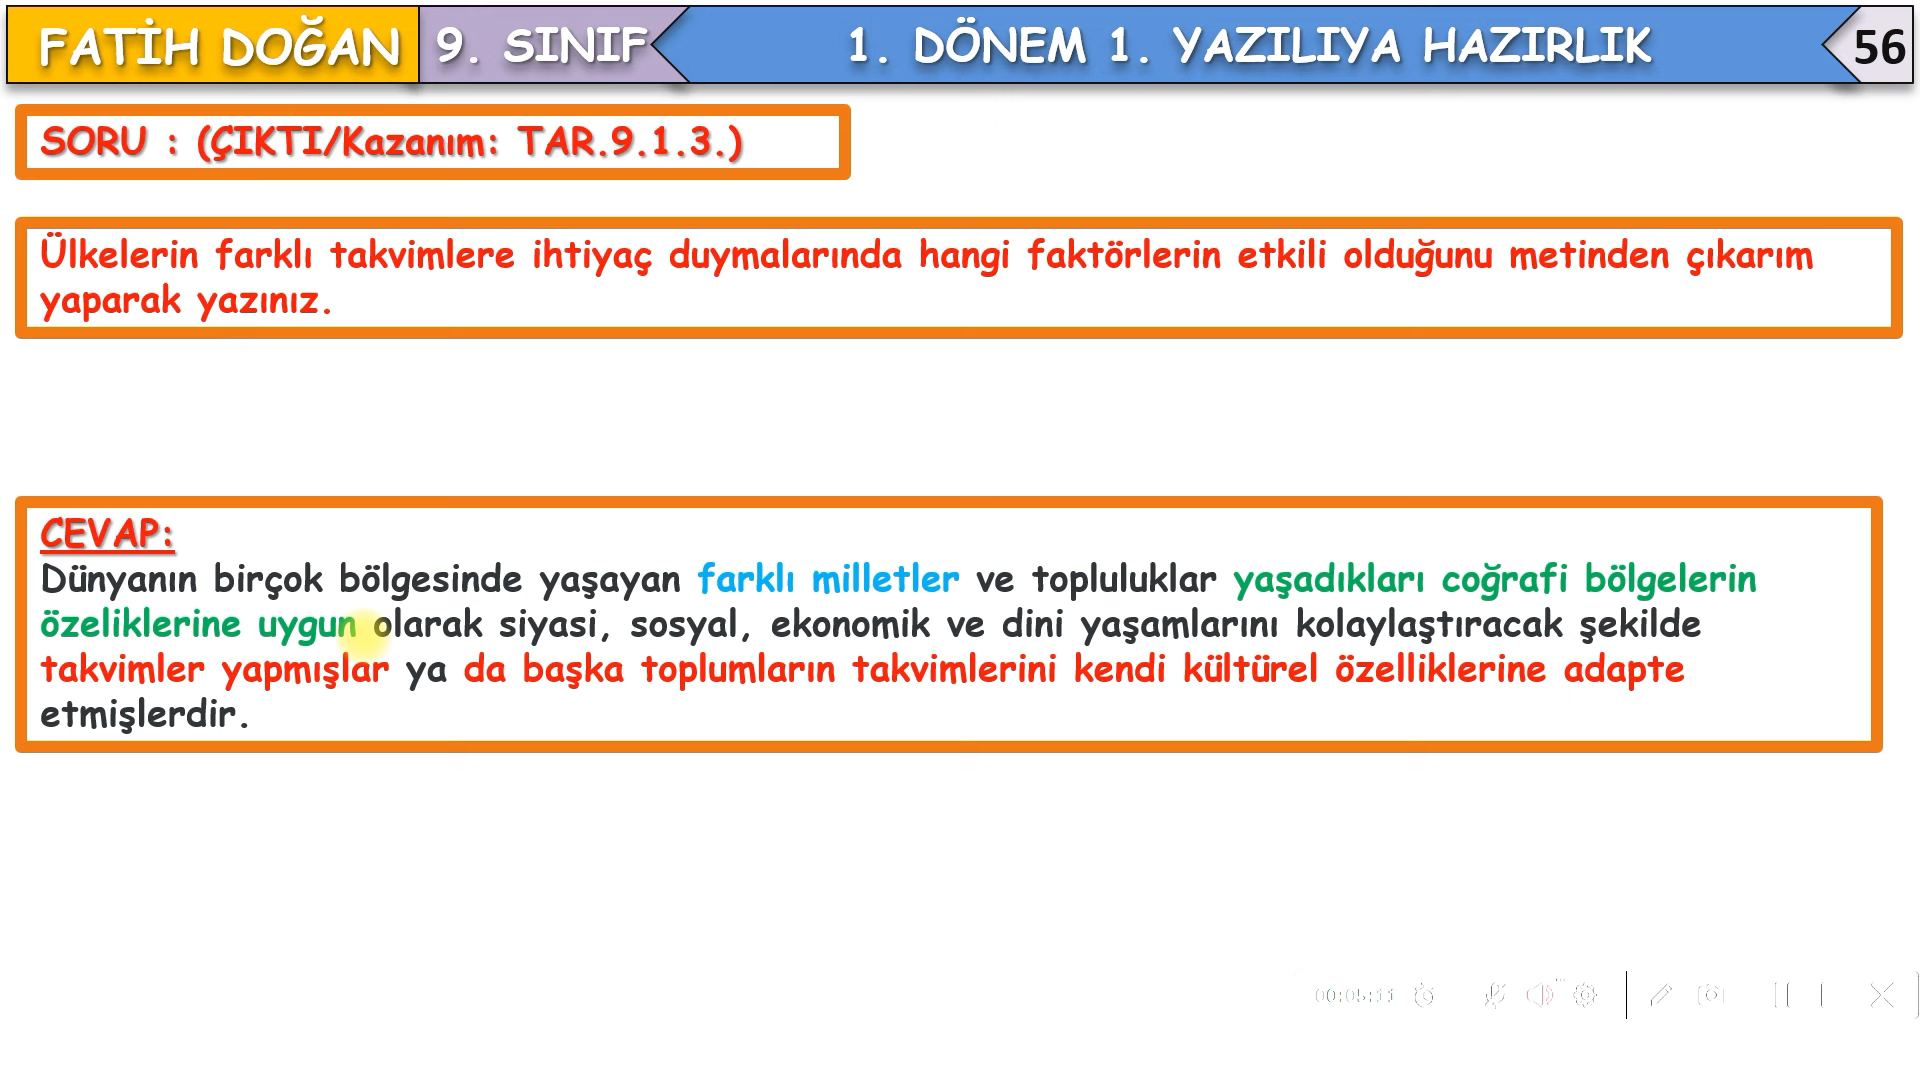 FATİH DOĞAN 9. SINIF 1. DÖNEM 1. YAZILIYA HAZIRLIK 56
SORU : (ÇIKTI/Kazanım: TAR.9.1.3.)
Ülkelerin farklı takvimlere ihtiyaç duymalarında hangi faktörlerin etkili olduğunu metinden çıkarım
yaparak yazınız.
CEVAP:
Dünyanın birçok bölgesinde yaşayan farklı milletler ve topluluklar yaşadıkları coğrafi bölgelerin
özeliklerine uygun olarak siyasi, sosyal, ekonomik ve dini yaşamlarını kolaylaştıracak şekilde
takvimler yapmışlar ya da başka toplumların takvimlerini kendi kültürel özelliklerine adapte
etmişlerdir.
00:05:11